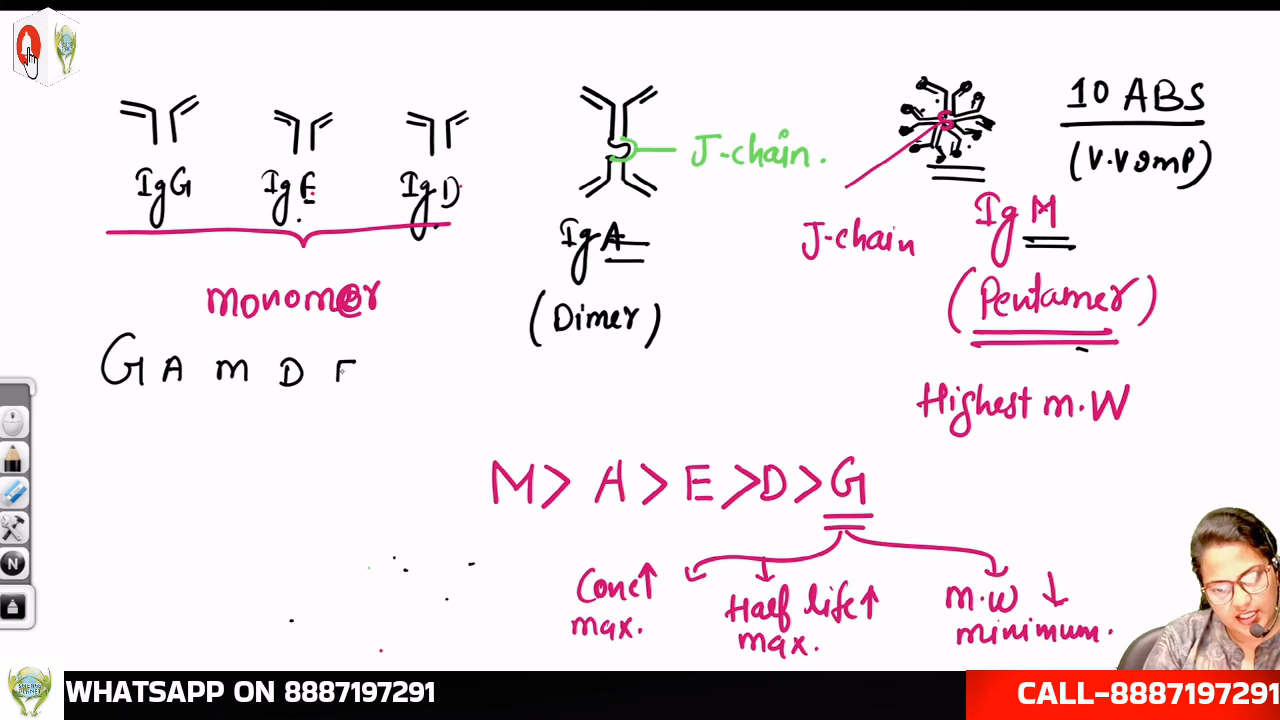 IgG IgE IgD
monomer
G A M D E
J-chain.
IgA
(Dimer)
10 ABS
(V.V Imp)
J-chain
IgM
(Pentamer)
Highest m.W
M > A > E > D > G
Conc↑
max.
Half life↑
max.
m.W ↓
minimum.
N
WHATSAPP ON 8887197291
CALL-8887197291